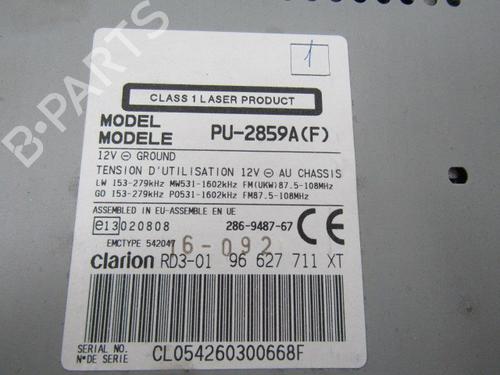 1
CLASS 1 LASER PRODUCT
MODEL
MODELE PU-2859A(F)
12V ⊖ GROUND
TENSION D'UTILISATION 12V ⊖ AU CHASSIS
LW 153-279kHz MW531-1602kHz FM(UKW)87.5-108MHz
GO 153-279kHz PO531-1602kHz FM87.5-108MHz
ASSEMBLED IN EU-ASSEMBLE EN UE
e13 020808 286-9487-67 CE
EMCTYPE 542047 16-092
clarion RD3-01 96 627 711 XT
SERIAL NO.
N° DE SERIE CL054260300668F
B-PARTS